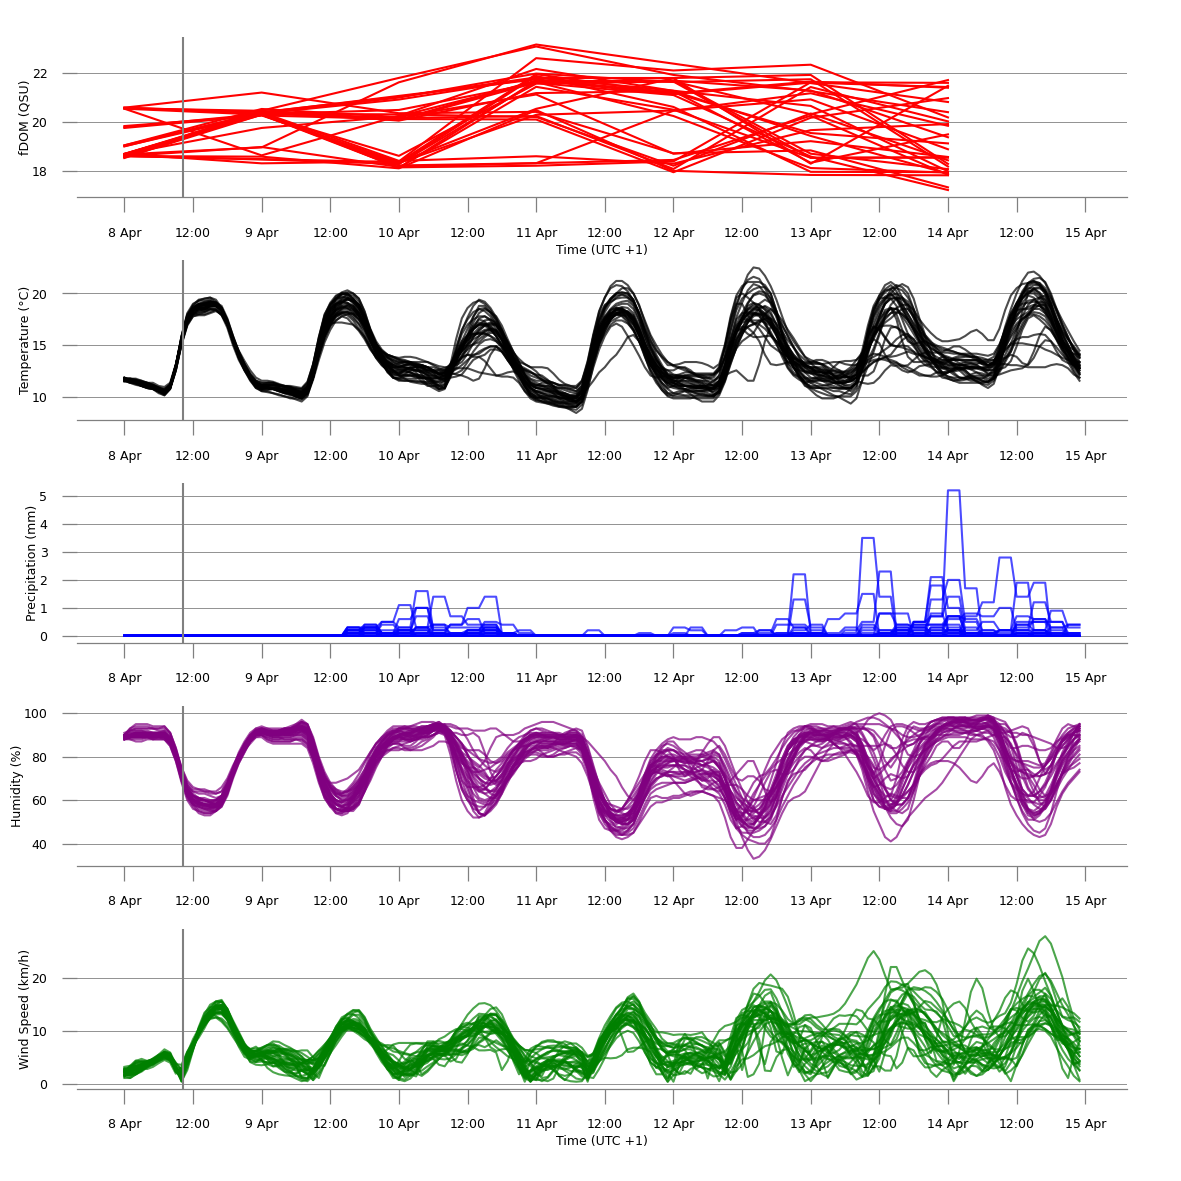 fDOM (QSU)
22
20
18
8 Apr 12:00 9 Apr 12:00 10 Apr 12:00 11 Apr 12:00 12 Apr 12:00 13 Apr 12:00 14 Apr 12:00 15 Apr
Time (UTC +1)
Temperature (°C)
20
15
10
8 Apr 12:00 9 Apr 12:00 10 Apr 12:00 11 Apr 12:00 12 Apr 12:00 13 Apr 12:00 14 Apr 12:00 15 Apr
Precipitation (mm)
5
4
3
2
1
0
8 Apr 12:00 9 Apr 12:00 10 Apr 12:00 11 Apr 12:00 12 Apr 12:00 13 Apr 12:00 14 Apr 12:00 15 Apr
Humidity (%)
100
80
60
40
8 Apr 12:00 9 Apr 12:00 10 Apr 12:00 11 Apr 12:00 12 Apr 12:00 13 Apr 12:00 14 Apr 12:00 15 Apr
Wind Speed (km/h)
20
10
0
8 Apr 12:00 9 Apr 12:00 10 Apr 12:00 11 Apr 12:00 12 Apr 12:00 13 Apr 12:00 14 Apr 12:00 15 Apr
Time (UTC +1)